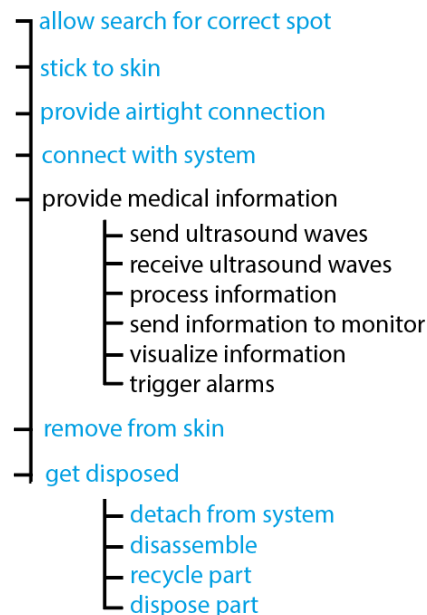 allow search for correct spot
stick to skin
provide airtight connection
connect with system
provide medical information
send ultrasound waves
receive ultrasound waves
process information
send information to monitor
visualize information
trigger alarms
remove from skin
get disposed
detach from system
disassemble
recycle part
dispose part